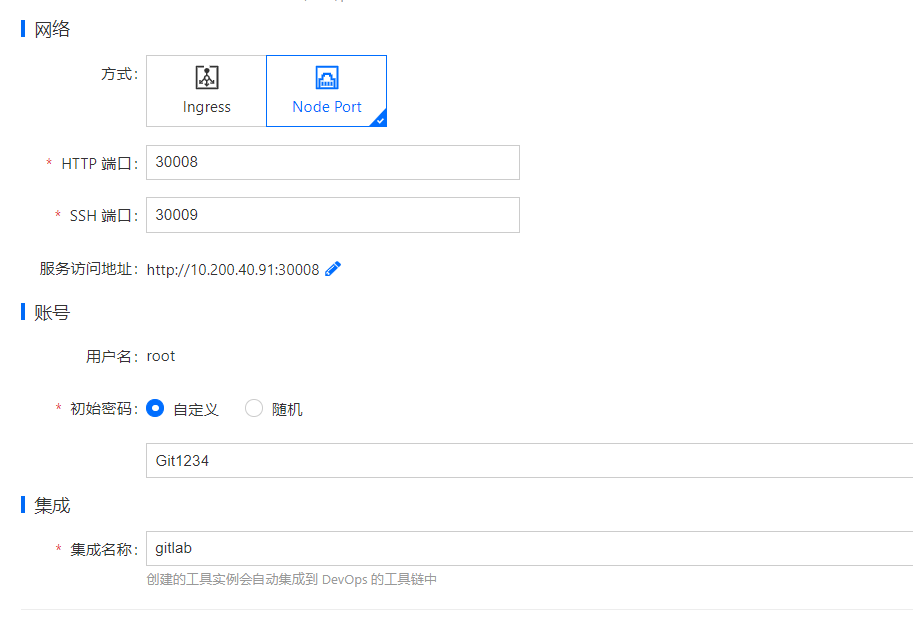 网络
方式：
Ingress
Node Port
* HTTP 端口：
30008
* SSH 端口：
30009
服务访问地址：
http://10.200.40.91:30008
账号
用户名：
root
* 初始密码：
自定义
随机
Git1234
集成
* 集成名称：
gitlab
创建的工具实例会自动集成到 DevOps 的工具链中